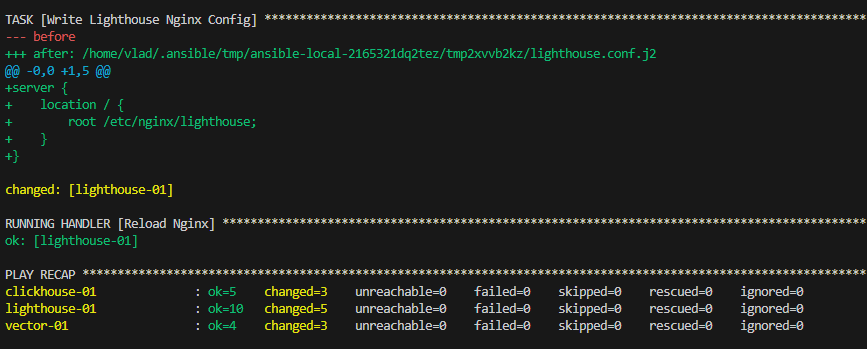 TASK [Write Lighthouse Nginx Config] **************************************************************************************
--- before
+++ after: /home/vlad/.ansible/tmp/ansible-local-2165321dq2tez/tmp2xvvb2kz/lighthouse.conf.j2
@@ -0,0 +1,5 @@
+server {
+    location / {
+        root /etc/nginx/lighthouse;
+    }
+}
changed: [lighthouse-01]
RUNNING HANDLER [Reload Nginx] ********************************************************************************************
ok: [lighthouse-01]
PLAY RECAP ****************************************************************************************************************
clickhouse-01              : ok=5    changed=3    unreachable=0    failed=0    skipped=0    rescued=0    ignored=0
lighthouse-01              : ok=10   changed=5    unreachable=0    failed=0    skipped=0    rescued=0    ignored=0
vector-01                  : ok=4    changed=3    unreachable=0    failed=0    skipped=0    rescued=0    ignored=0